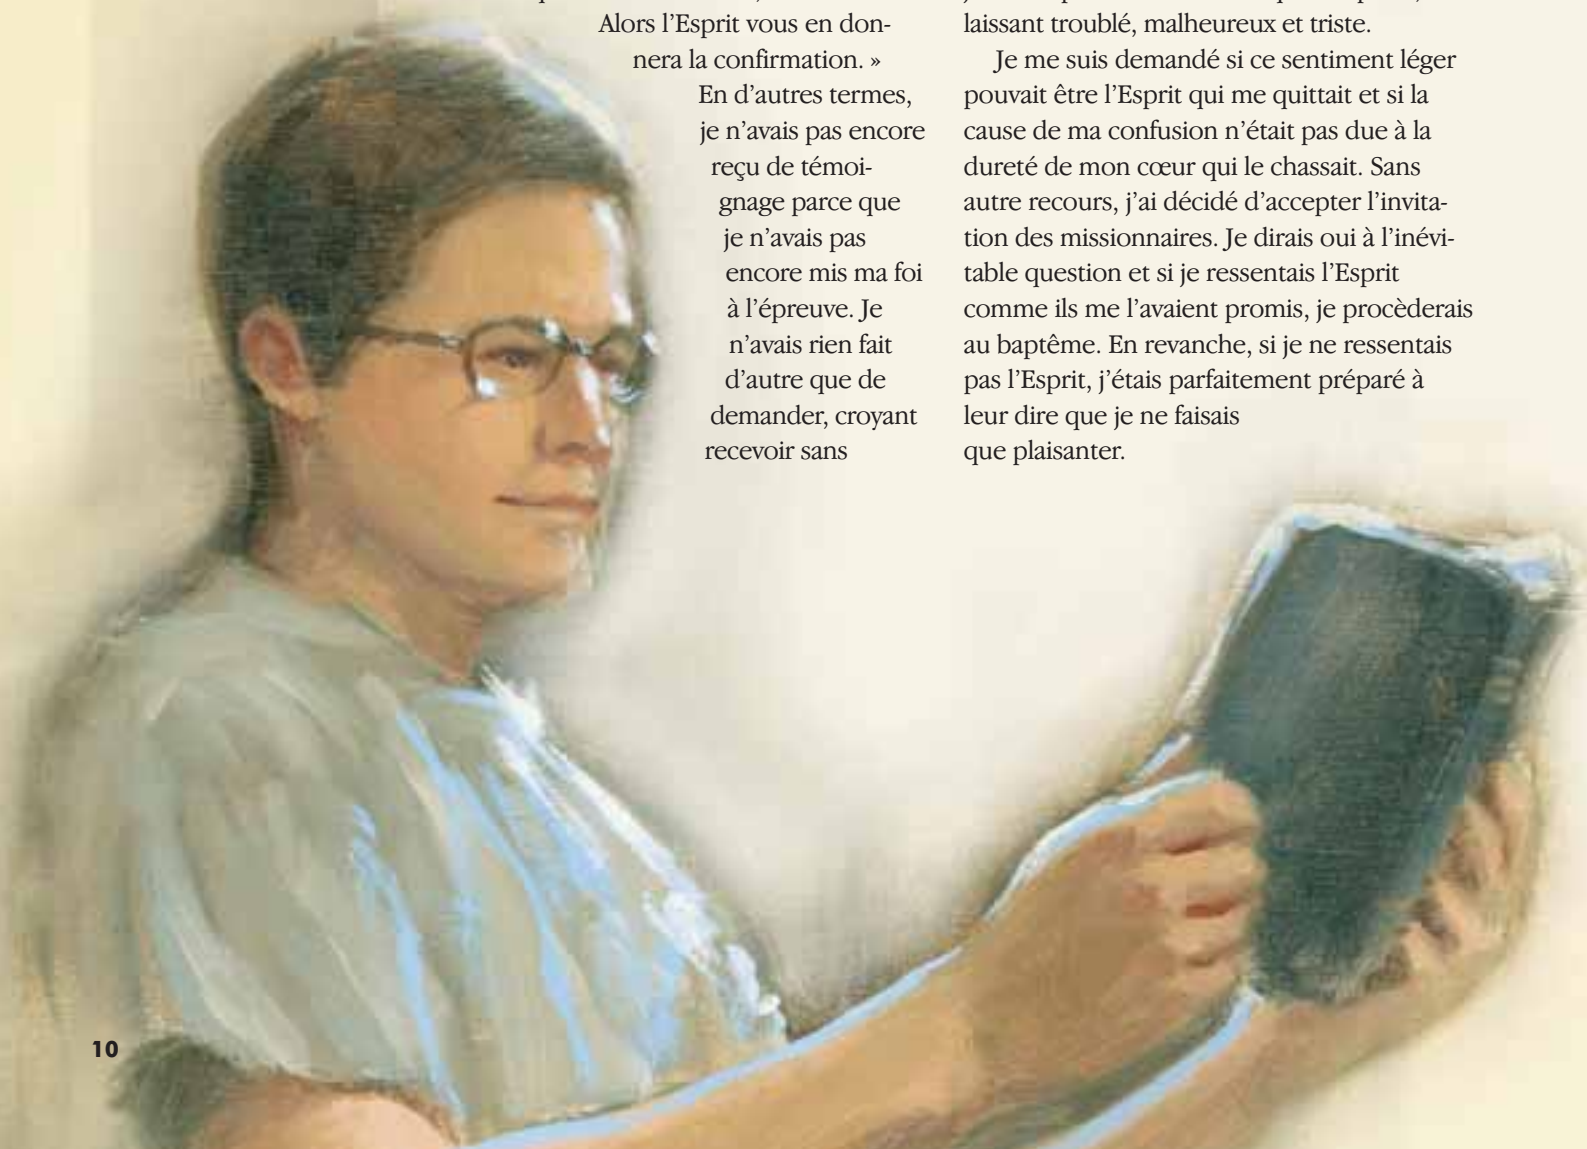 Alors l’Esprit vous en don-
nera la confirmation. »
En d’autres termes,
je n’avais pas encore
reçu de témoi-
gnage parce que
je n’avais pas
encore mis ma foi
à l’épreuve. Je
n’avais rien fait
d’autre que de
demander, croyant
recevoir sans
laissant troublé, malheureux et triste.
Je me suis demandé si ce sentiment léger
pouvait être l’Esprit qui me quittait et si la
cause de ma confusion n’était pas due à la
dureté de mon cœur qui le chassait. Sans
autre recours, j’ai décidé d’accepter l’invita-
tion des missionnaires. Je dirais oui à l’inévi-
table question et si je ressentais l’Esprit
comme ils me l’avaient promis, je procèderais
au baptême. En revanche, si je ne ressentais
pas l’Esprit, j’étais parfaitement préparé à
leur dire que je ne faisais
que plaisanter.
10